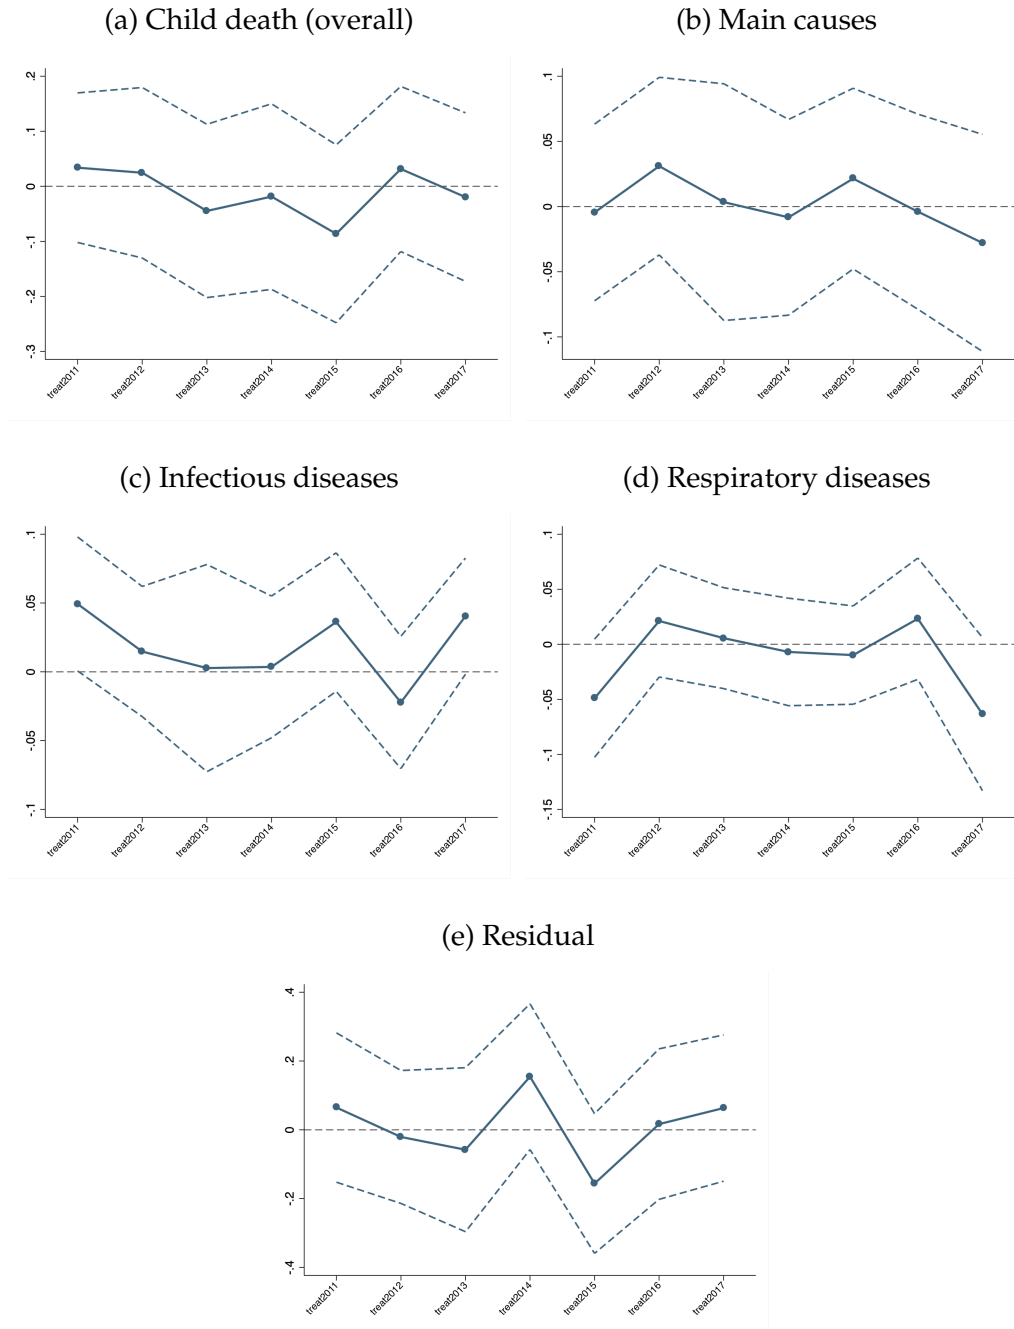 (a) Child death (overall)
.2
.1
0
-.1
-.2
-.3
treat2011
treat2012
treat2013
treat2014
treat2015
treat2016
treat2017
(b) Main causes
.1
.05
0
-.05
-.1
treat2011
treat2012
treat2013
treat2014
treat2015
treat2016
treat2017
(c) Infectious diseases
.1
.05
0
-.05
-.1
treat2011
treat2012
treat2013
treat2014
treat2015
treat2016
treat2017
(d) Respiratory diseases
.1
.05
0
-.05
-.1
-.15
treat2011
treat2012
treat2013
treat2014
treat2015
treat2016
treat2017
(e) Residual
.4
.2
0
-.2
-.4
treat2011
treat2012
treat2013
treat2014
treat2015
treat2016
treat2017